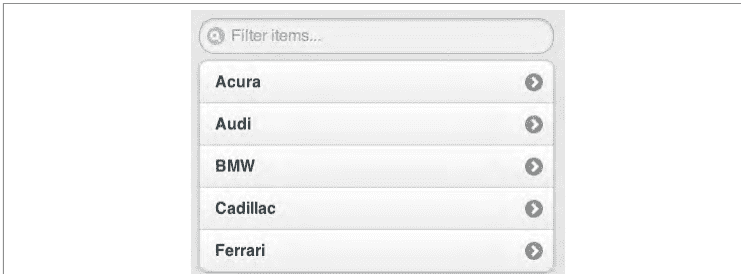 Filter items...
Acura
Audi
BMW
Cadillac
Ferrari